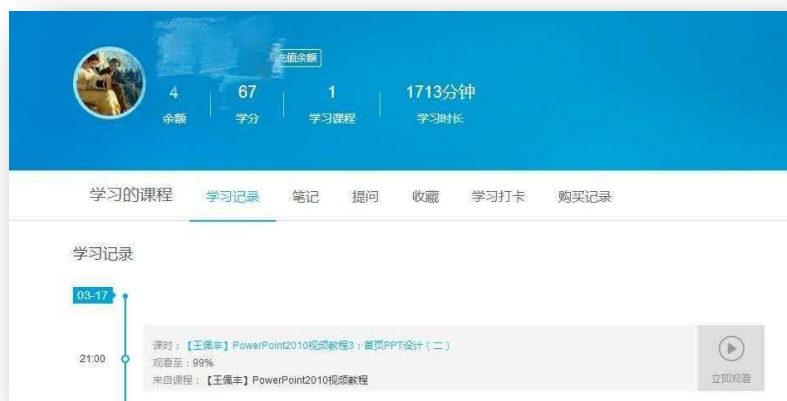 充值余额
4 67 1 1713分钟
余额 学分 学习课程 学习时长
学习的课程 学习记录 笔记 提问 收藏 学习打卡 购买记录
学习记录
03-17
课时：【王佩丰】PowerPoint2010视频教程3：首页PPT设计（二）
21:00
观看至：99%
来自课程：【王佩丰】PowerPoint2010视频教程
立即观看